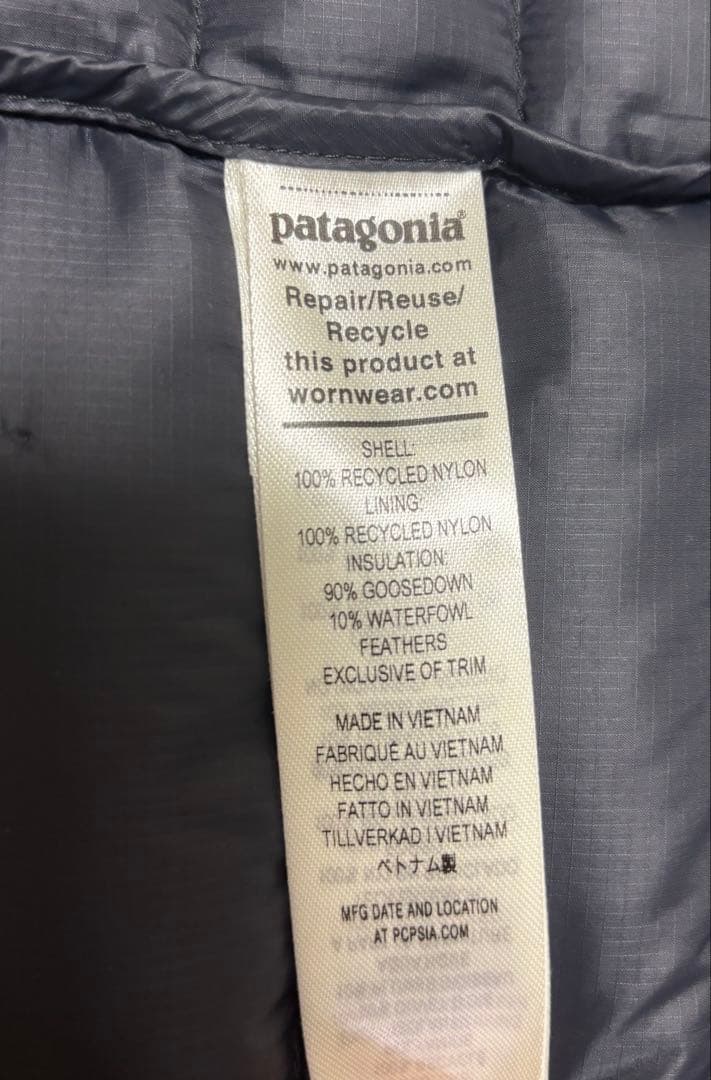 patagonia®
www.patagonia.com
Repair/Reuse/
Recycle
this product at
wornwear.com
SHELL:
100% RECYCLED NYLON
LINING:
100% RECYCLED NYLON
INSULATION:
90% GOOSEDOWN
10% WATERFOWL
FEATHERS
EXCLUSIVE OF TRIM
MADE IN VIETNAM
FABRIQUÉ AU VIETNAM
HECHO EN VIETNAM
FATTO IN VIETNAM
TILLVERKAD I VIETNAM
ベトナム製
MFG DATE AND LOCATION
AT PCPSIA.COM